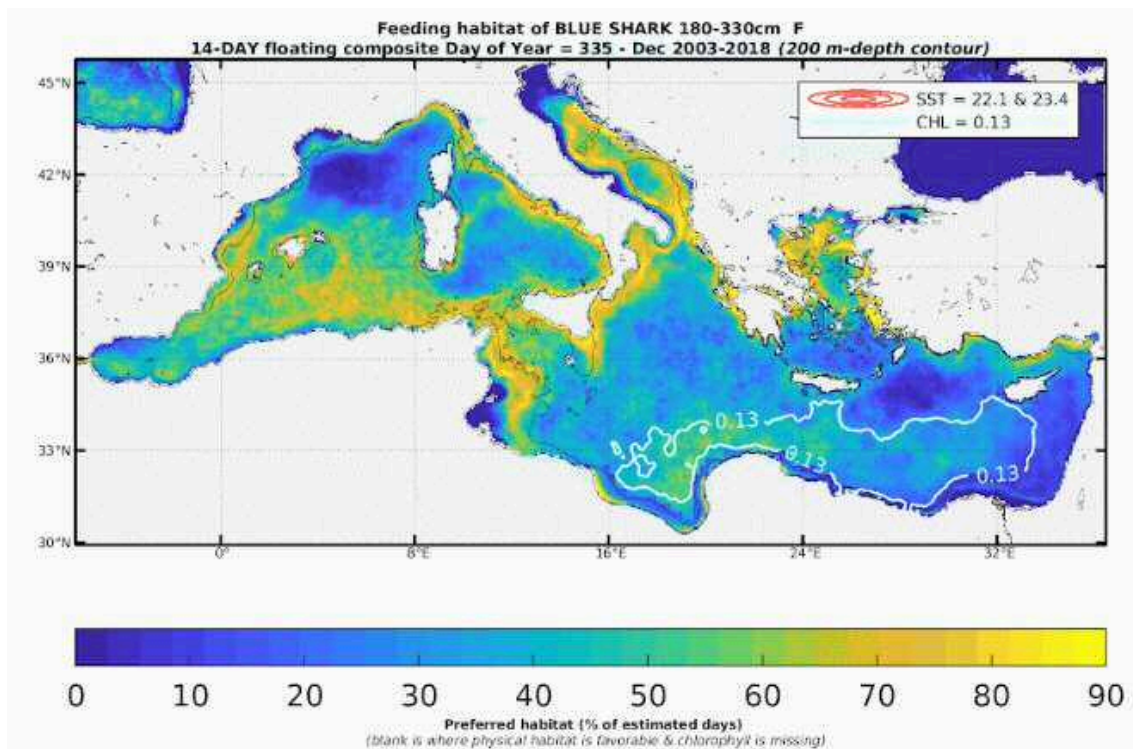 Feeding habitat of BLUE SHARK 180-330cm F
14-DAY floating composite Day of Year = 335 - Dec 2003-2018 (200 m-depth contour)
45°N
SST = 22.1 & 23.4
CHL = 0.13
42°N
39°N
36°N
0.13
33°N
0.13
0.13
30°N
0°
8°E
16°E
24°E
32°E
0 10 20 30 40 50 60 70 80 90
Preferred habitat (% of estimated days)
(blank is where physical habitat is favorable & chlorophyll is missing)